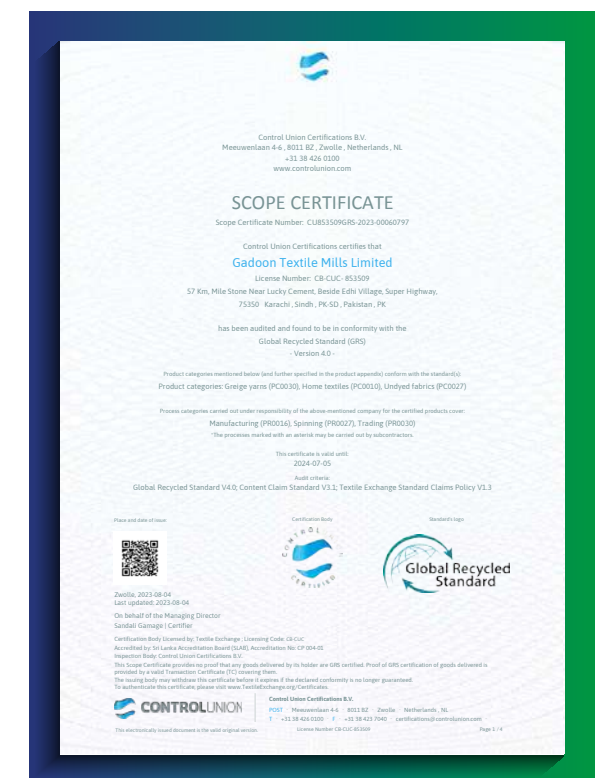 Control Union Certifications B.V.
Meeuwenlaan 4-6 , 8011 BZ , Zwolle , Netherlands , NL
+31 38 426 0100
www.controlunion.com
SCOPE CERTIFICATE
Scope Certificate Number: CU853509GRS-2023-00060797
Control Union Certifications certifies that
Gadoon Textile Mills Limited
License Number: CB-CUC- 853509
57 Km, Mile Stone Near Lucky Cement, Beside Edhi Village, Super Highway,
75350 Karachi , Sindh , PK-SD , Pakistan , PK
has been audited and found to be in conformity with the
Global Recycled Standard (GRS)
- Version 4.0 -
Product categories mentioned below (and further specified in the product appendix) conform with the standard(s):
Product categories: Greige yarns (PC0030), Home textiles (PC0010), Undyed fabrics (PC0027)
Process categories carried out under responsibility of the above-mentioned company for the certified products cover:
Manufacturing (PR0016), Spinning (PR0027), Trading (PR0030)
*The processes marked with an asterisk may be carried out by subcontractors.
This certificate is valid until:
2024-07-05
Audit criteria:
Global Recycled Standard V4.0; Content Claim Standard V3.1; Textile Exchange Standard Claims Policy V1.3
Place and date of issue
Certification Body
Standard's logo
CONTROL
CERTIFIED
Global Recycled
Standard
Zwolle, 2023-08-04
Last updated: 2023-08-04
On behalf of the Managing Director
Sandali Gamage | Certifier
Certification Body Licensed by: Textile Exchange , Licensing Code: CB-CUC
Accredited by: Sri Lanka Accreditation Board (SLAB), Accreditation No: CP 004-01
Inspection Body: Control Union Certifications B.V.
This Scope Certificate provides no proof that any goods delivered by its holder are GRS certified. Proof of GRS certification of goods delivered is
provided by a valid Transaction Certificate (TC) covering them.
The issuing body may withdraw this certificate before it expires if the declared conformity is no longer guaranteed.
To authenticate this certificate, please visit www.TextileExchange.org/Certificates.
CONTROLUNION
Control Union Certifications B.V.
POST · Meeuwenlaan 4-6 · 8011 BZ · Zwolle · Netherlands , NL
T · +31.38 426 0100 · F · +31 38 423 7040 · certifications@controlunion.com
This electronically issued document is the valid original version.
License Number CB-CUC-853509